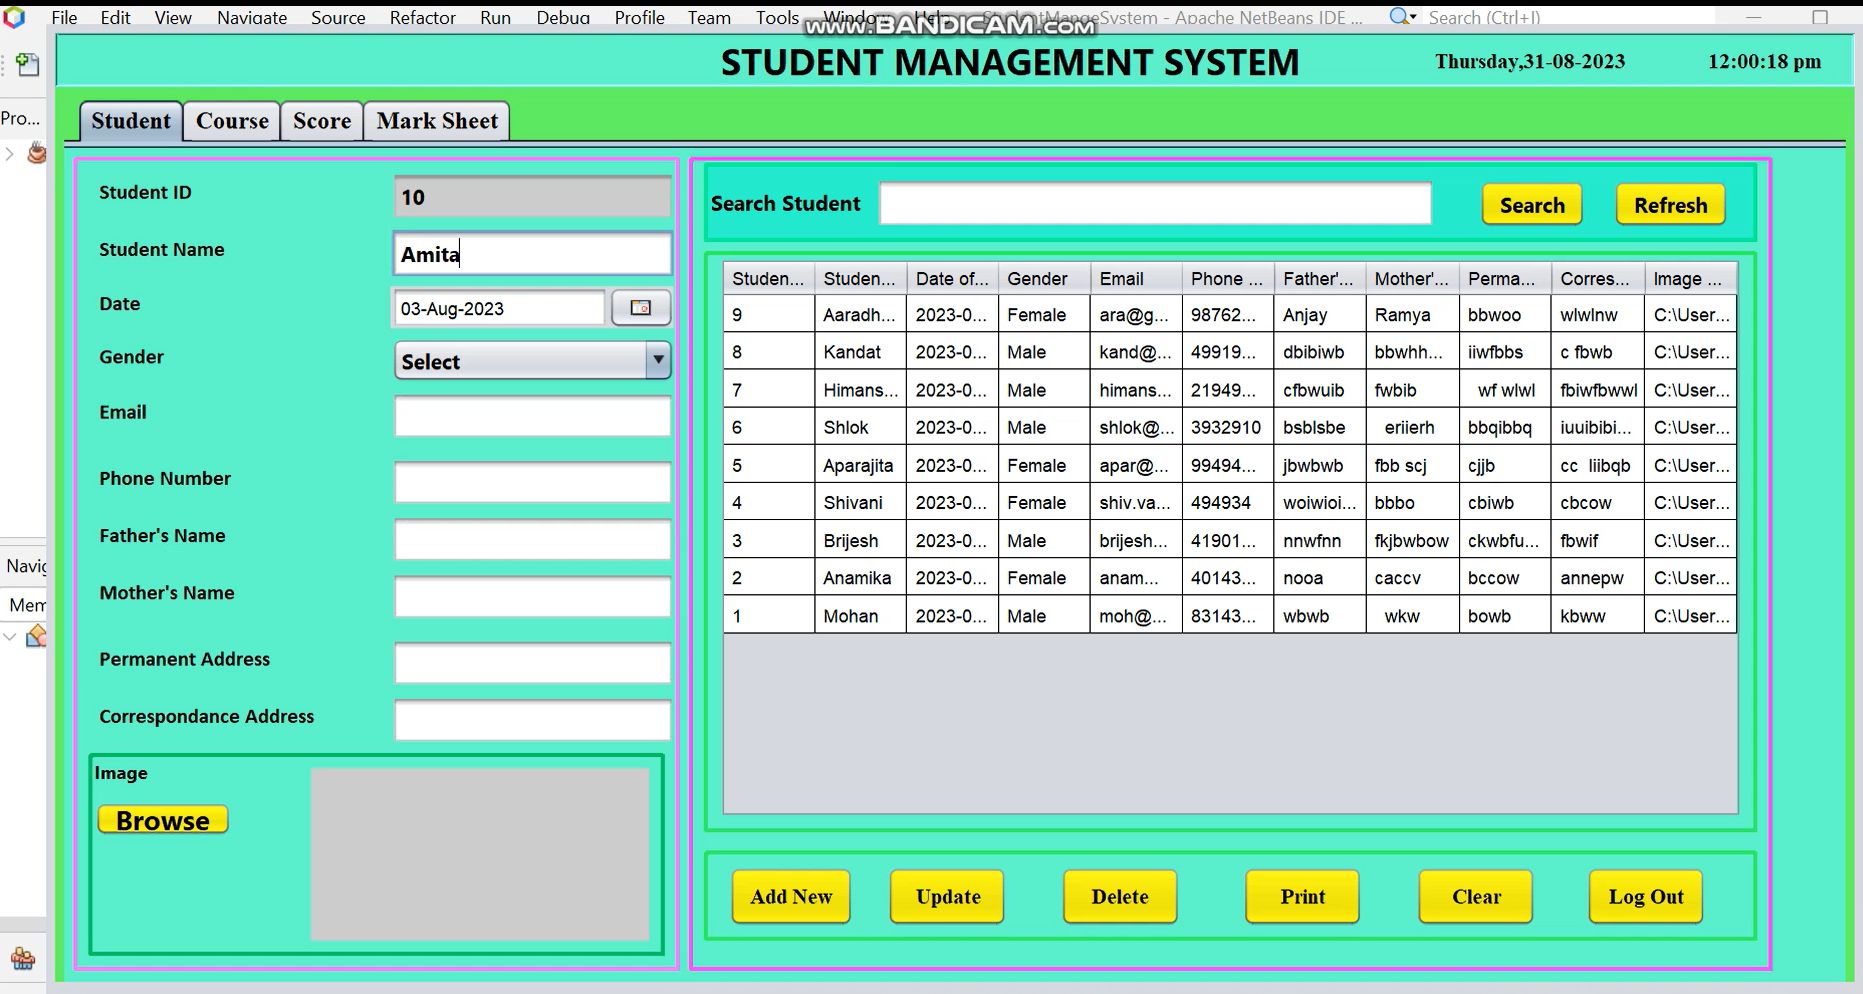 File Edit View Navigate Source Refactor Run Debug Profile Team Tools Window Help StudentMangeSystem - Apache NetBeans IDE ... Search (Ctrl+I)
www.BANDICAM.com
STUDENT MANAGEMENT SYSTEM Thursday,31-08-2023 12:00:18 pm
Pro...
Student Course Score Mark Sheet
Student ID 10
Student Name Amita
Date 03-Aug-2023
Gender Select
Email
Phone Number
Father's Name
Mother's Name
Permanent Address
Correspondance Address
Image
Browse
Navig
Mem
Search Student Search Refresh
Studen... Studen... Date of... Gender Email Phone ... Father'... Mother'... Perma... Corres... Image ...
9 Aaradh... 2023-0... Female ara@g... 98762... Anjay Ramya bbwoo wlwlnw C:\User...
8 Kandat 2023-0... Male kand@... 49919... dbibiwb bbwhh... iiwfbbs c fbwb C:\User...
7 Himans... 2023-0... Male himans... 21949... cfbwuib fwbib wf wlwl fbiwfbwwl C:\User...
6 Shlok 2023-0... Male shlok@... 3932910 bsblsbe eriierh bbqibbq iuuibibi... C:\User...
5 Aparajita 2023-0... Female apar@... 99494... jbwbwb fbb scj cjjb cc liibqb C:\User...
4 Shivani 2023-0... Female shiv.va... 494934 woiwioi... bbbo cbiwb cbcow C:\User...
3 Brijesh 2023-0... Male brijesh... 41901... nnwfnn fkjbwbow ckwbfu... fbwif C:\User...
2 Anamika 2023-0... Female anam... 40143... nooa caccv bccow annepw C:\User...
1 Mohan 2023-0... Male moh@... 83143... wbwb wkw bowb kbww C:\User...
Add New Update Delete Print Clear Log Out